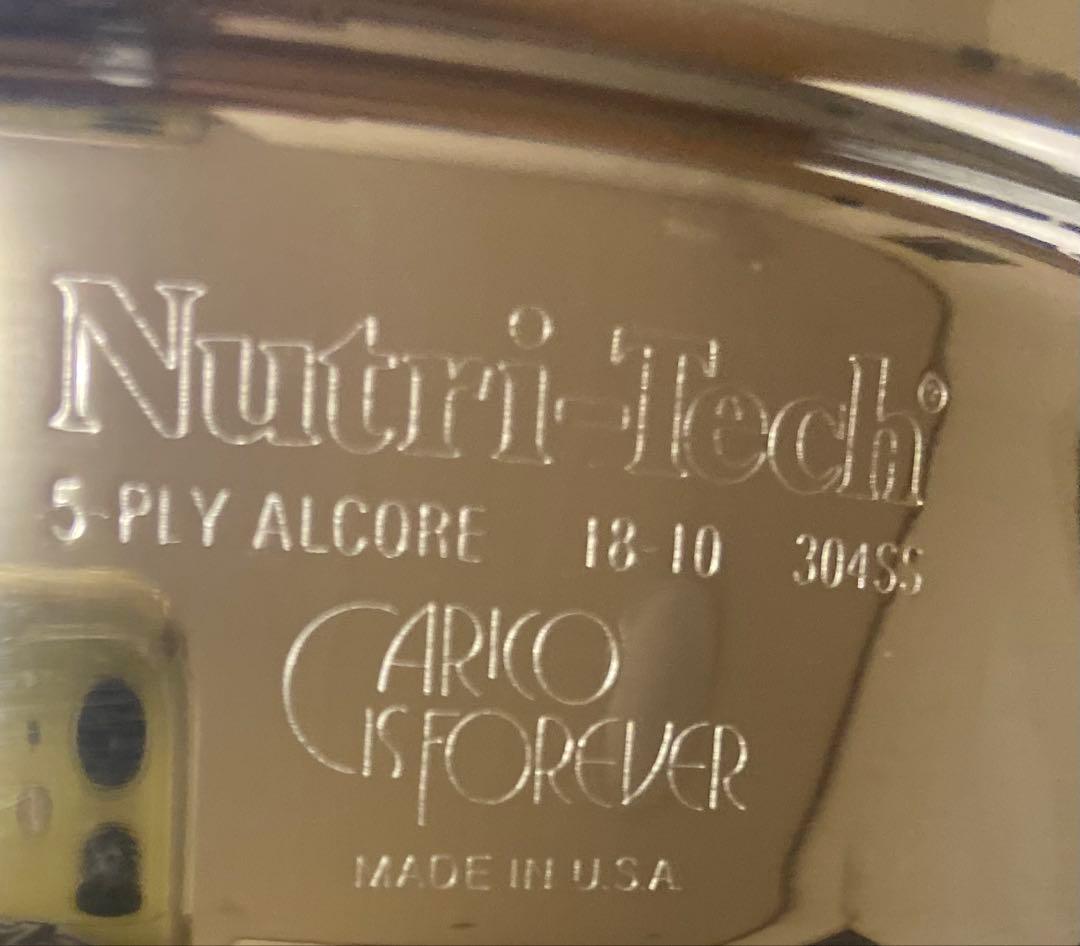 Nutri-Tech®
5-PLY ALCORE 18-10 304SS
CARICO
IS FOREVER
MADE IN U.S.A.